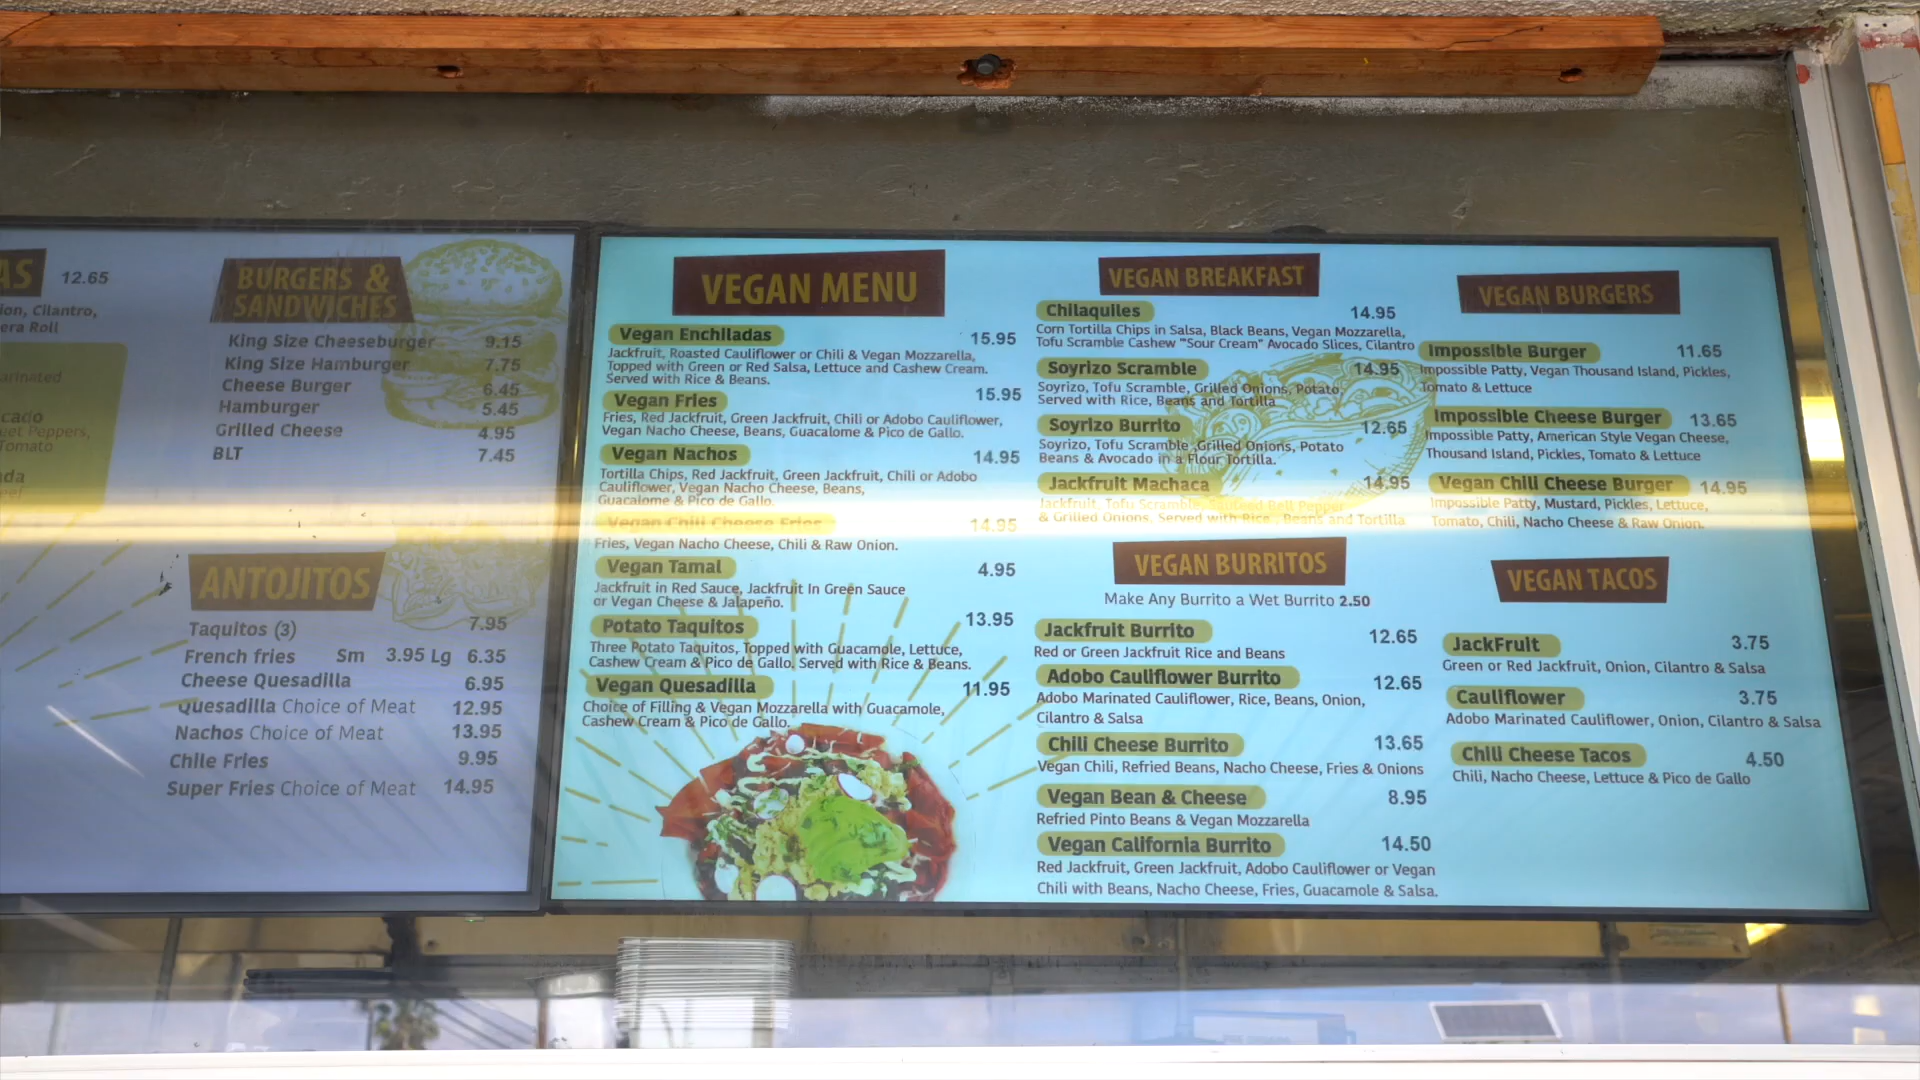 AS 12.65
ion, Cilantro,
era Roll
arinated
cado
Peppers,
Tomato
da
BURGERS &
SANDWICHES
King Size Cheeseburger 9.15
King Size Hamburger 7.75
Cheese Burger 6.45
Hamburger 5.45
Grilled Cheese 4.95
BLT 7.45
ANTOJITOS
Taquitos (3) 7.95
French fries Sm 3.95 Lg 6.35
Cheese Quesadilla 6.95
Quesadilla Choice of Meat 12.95
Nachos Choice of Meat 13.95
Chile Fries 9.95
Super Fries Choice of Meat 14.95
VEGAN MENU
Vegan Enchiladas 15.95
Jackfruit, Roasted Cauliflower or Chili & Vegan Mozzarella,
Topped with Green or Red Salsa, Lettuce and Cashew Cream.
Served with Rice & Beans.
Vegan Fries 15.95
Fries, Red Jackfruit, Green Jackfruit, Chili or Adobo Cauliflower,
Vegan Nacho Cheese, Beans, Guacalome & Pico de Gallo.
Vegan Nachos 14.95
Tortilla Chips, Red Jackfruit, Green Jackfruit, Chili or Adobo
Cauliflower, Vegan Nacho Cheese, Beans,
Guacalome & Pico de Gallo.
Vegan Chili Cheese Fries 14.95
Fries, Vegan Nacho Cheese, Chili & Raw Onion.
Vegan Tamal 4.95
Jackfruit in Red Sauce, Jackfruit In Green Sauce
or Vegan Cheese & Jalapeño.
Potato Taquitos 13.95
Three Potato Taquitos, Topped with Guacamole, Lettuce,
Cashew Cream & Pico de Gallo. Served with Rice & Beans.
Vegan Quesadilla 11.95
Choice of Filling & Vegan Mozzarella with Guacamole,
Cashew Cream & Pico de Gallo.
VEGAN BREAKFAST
Chilaquiles 14.95
Corn Tortilla Chips in Salsa, Black Beans, Vegan Mozzarella,
Tofu Scramble Cashew '"Sour Cream" Avocado Slices, Cilantro
Soyrizo Scramble 14.95
Soyrizo, Tofu Scramble, Grilled Onions, Potato,
Served with Rice, Beans and Tortilla
Soyrizo Burrito 12.65
Soyrizo, Tofu Scramble, Grilled Onions, Potato
Beans & Avocado in a Flour Tortilla.
Jackfruit Machaca 14.95
Jackfruit, Tofu Scramble, Bell Pepper
& Grilled Onions, Served with Rice, Beans and Tortilla
VEGAN BURRITOS
Make Any Burrito a Wet Burrito 2.50
Jackfruit Burrito 12.65
Red or Green Jackfruit Rice and Beans
Adobo Cauliflower Burrito 12.65
Adobo Marinated Cauliflower, Rice, Beans, Onion,
Cilantro & Salsa
Chili Cheese Burrito 13.65
Vegan Chili, Refried Beans, Nacho Cheese, Fries & Onions
Vegan Bean & Cheese 8.95
Refried Pinto Beans & Vegan Mozzarella
Vegan California Burrito 14.50
Red Jackfruit, Green Jackfruit, Adobo Cauliflower or Vegan
Chili with Beans, Nacho Cheese, Fries, Guacamole & Salsa.
VEGAN BURGERS
Impossible Burger 11.65
Impossible Patty, Vegan Thousand Island, Pickles,
Tomato & Lettuce
Impossible Cheese Burger 13.65
Impossible Patty, American Style Vegan Cheese,
Thousand Island, Pickles, Tomato & Lettuce
Vegan Chili Cheese Burger 14.95
Impossible Patty, Mustard, Pickles, Lettuce,
Tomato, Chili, Nacho Cheese & Raw Onion.
VEGAN TACOS
JackFruit 3.75
Green or Red Jackfruit, Onion, Cilantro & Salsa
Cauliflower 3.75
Adobo Marinated Cauliflower, Onion, Cilantro & Salsa
Chili Cheese Tacos 4.50
Chili, Nacho Cheese, Lettuce & Pico de Gallo